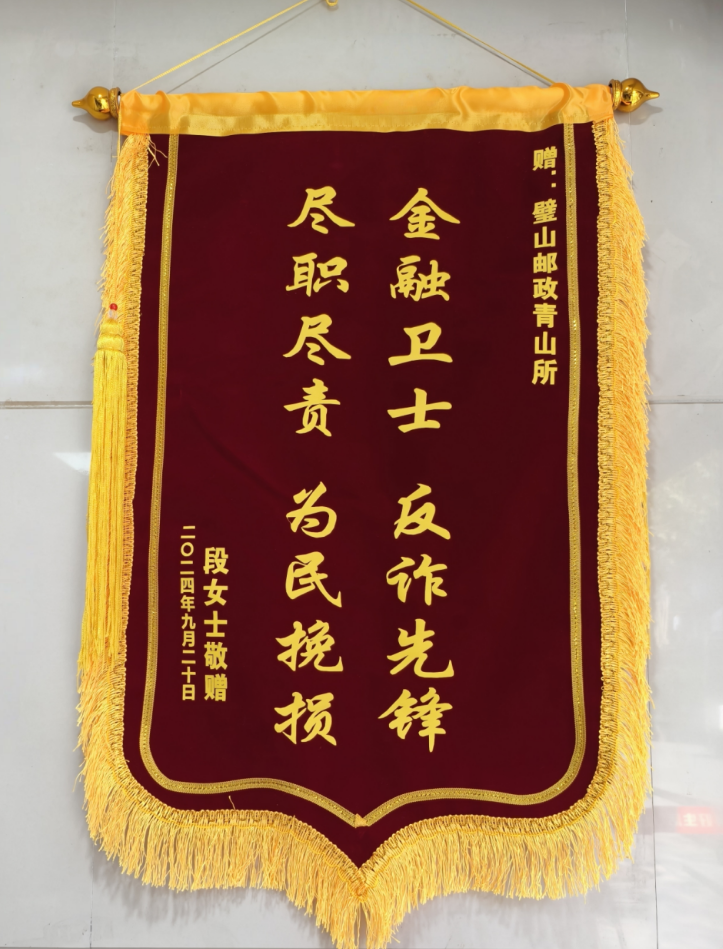 赠：璧山邮政青山所
金融卫士 反诈先锋
尽职尽责 为民挽损
段女士敬赠
二〇二四年九月二十日